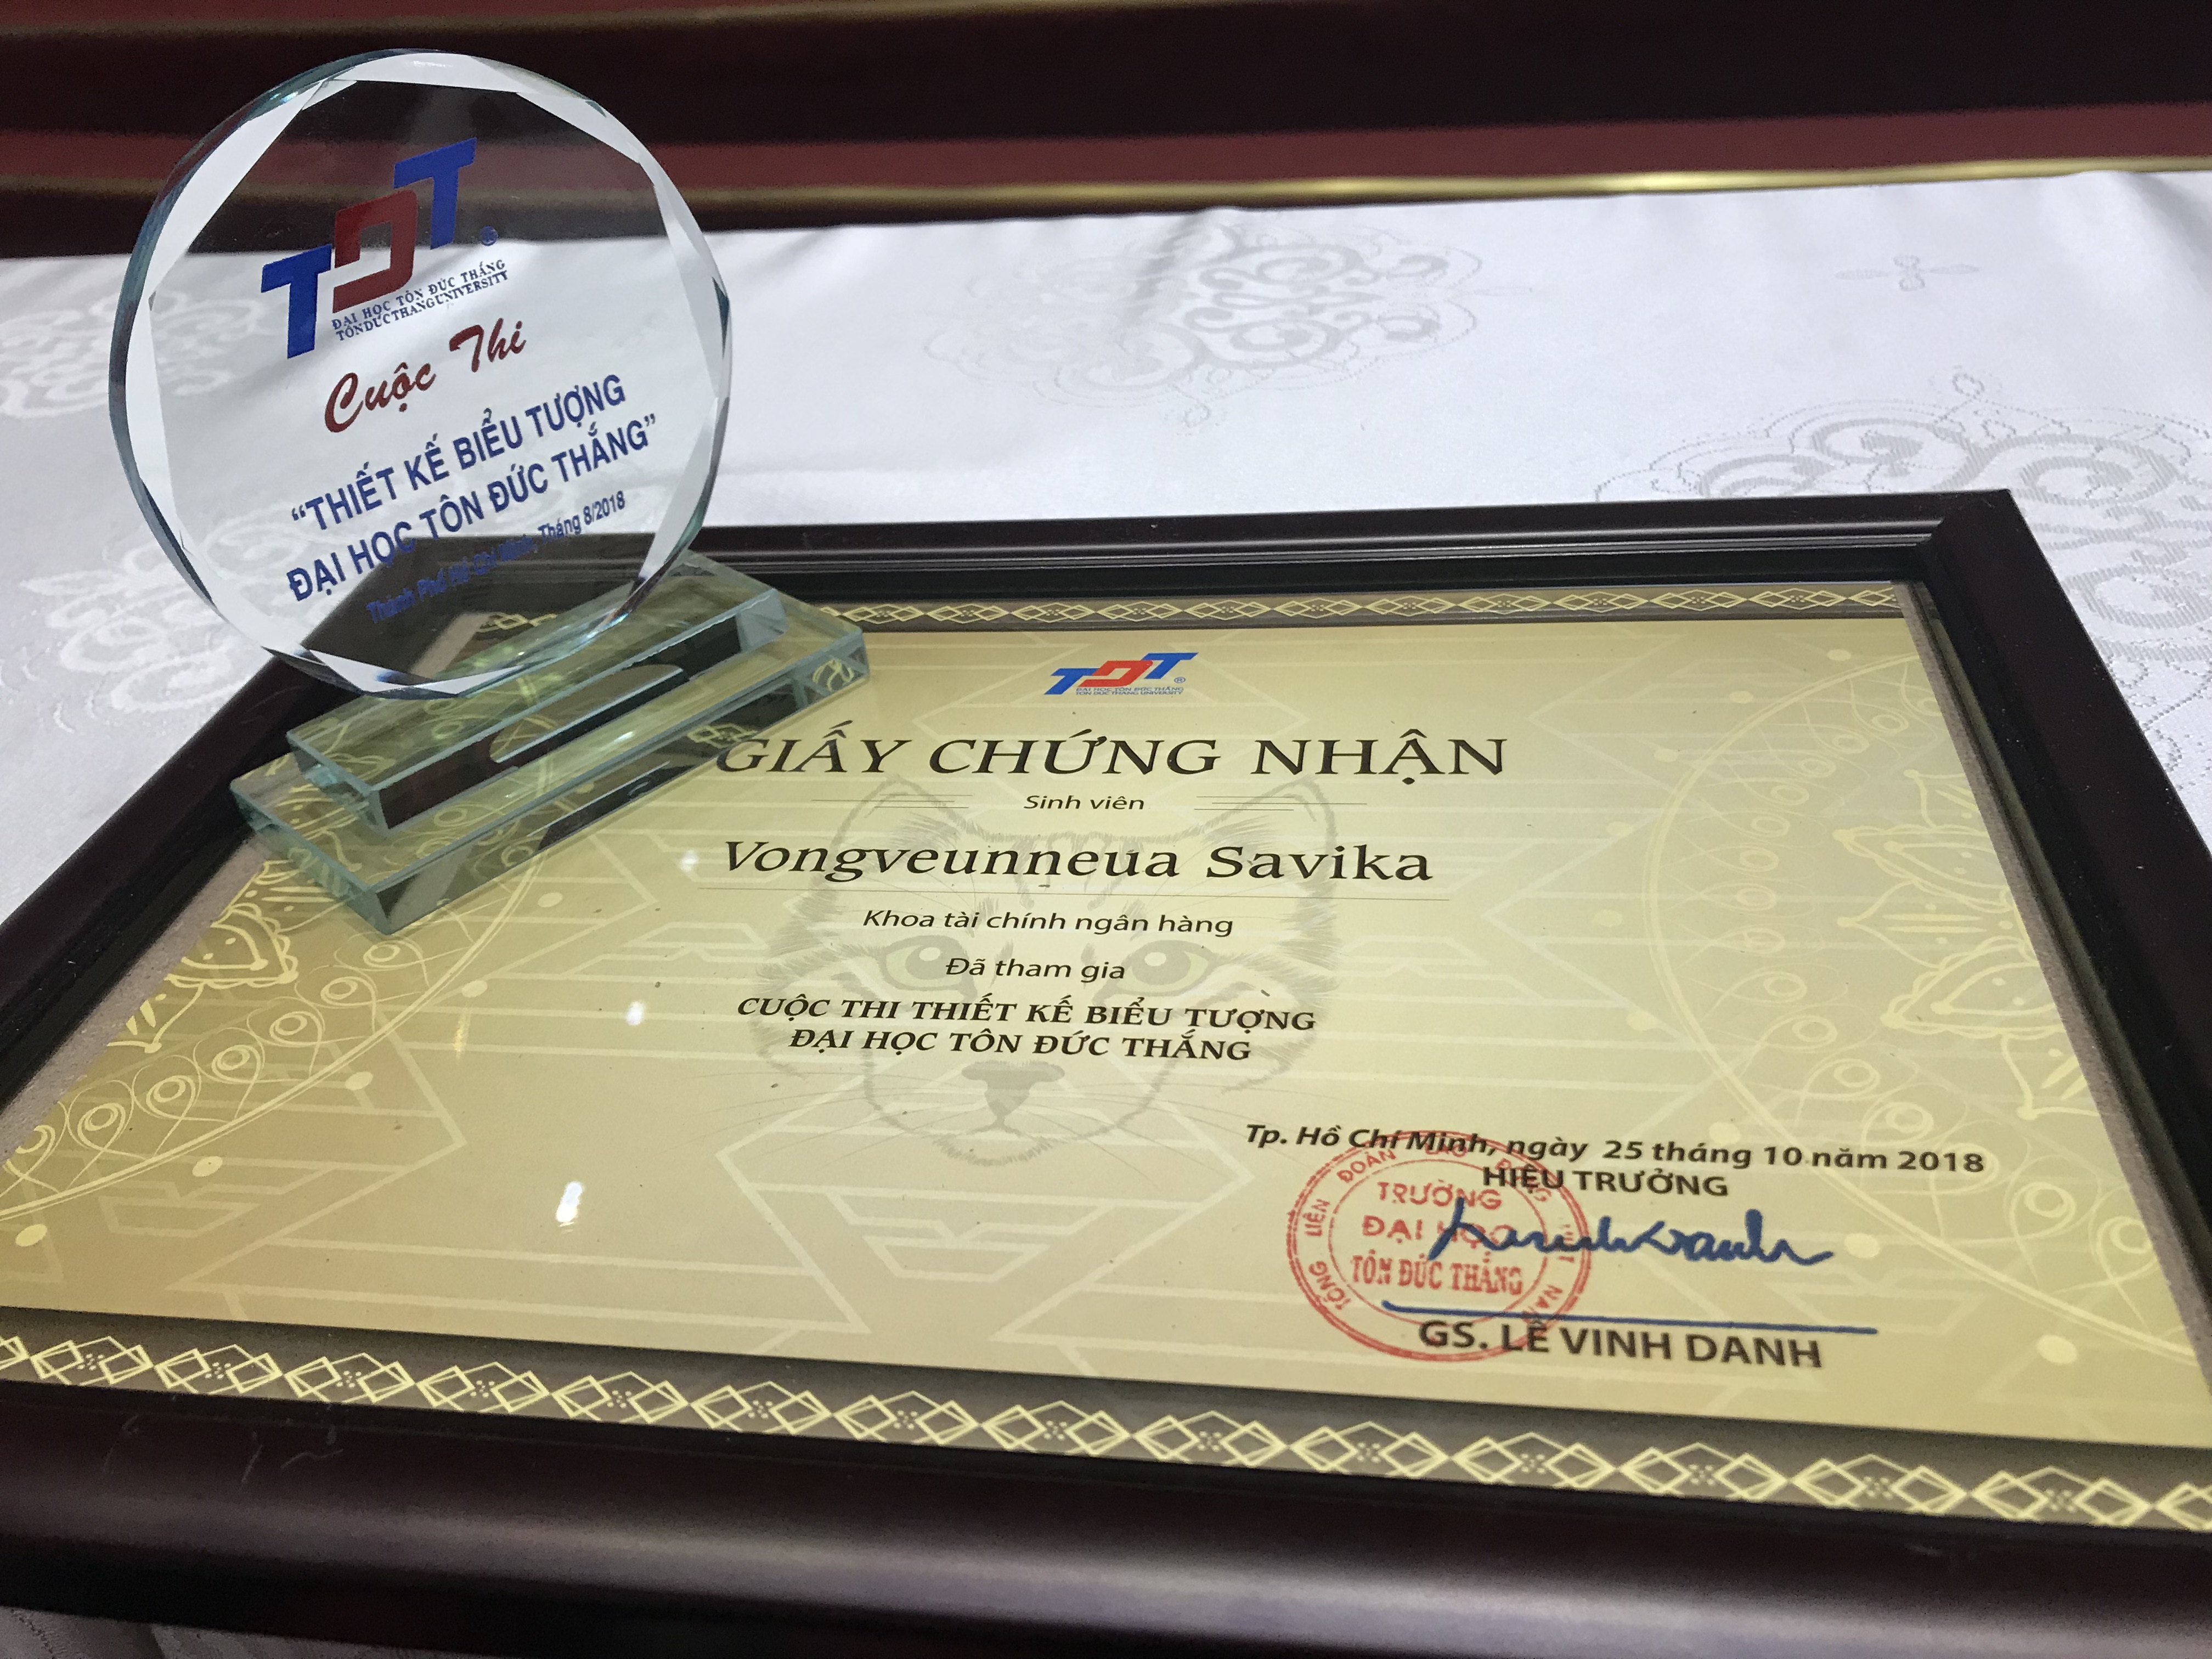 TDT
ĐẠI HỌC TÔN ĐỨC THẮNG
TON DUC THANG UNIVERSITY
Cuộc Thi
“THIẾT KẾ BIỂU TƯỢNG
ĐẠI HỌC TÔN ĐỨC THẮNG”
Thành Phố Hồ Chí Minh, Tháng 8/2018
TDT®
ĐẠI HỌC TÔN ĐỨC THẮNG
TON DUC THANG UNIVERSITY
GIẤY CHỨNG NHẬN
Sinh viên
Vongveunneua Savika
Khoa tài chính ngân hàng
Đã tham gia
CUỘC THI THIẾT KẾ BIỂU TƯỢNG
ĐẠI HỌC TÔN ĐỨC THẮNG
Tp. Hồ Chí Minh, ngày 25 tháng 10 năm 2018
HIỆU TRƯỞNG
TỔNG LIÊN ĐOÀN LAO ĐỘNG VIỆT NAM
TRƯỜNG
ĐẠI HỌC
TÔN ĐỨC THẮNG
GS. LÊ VINH DANH